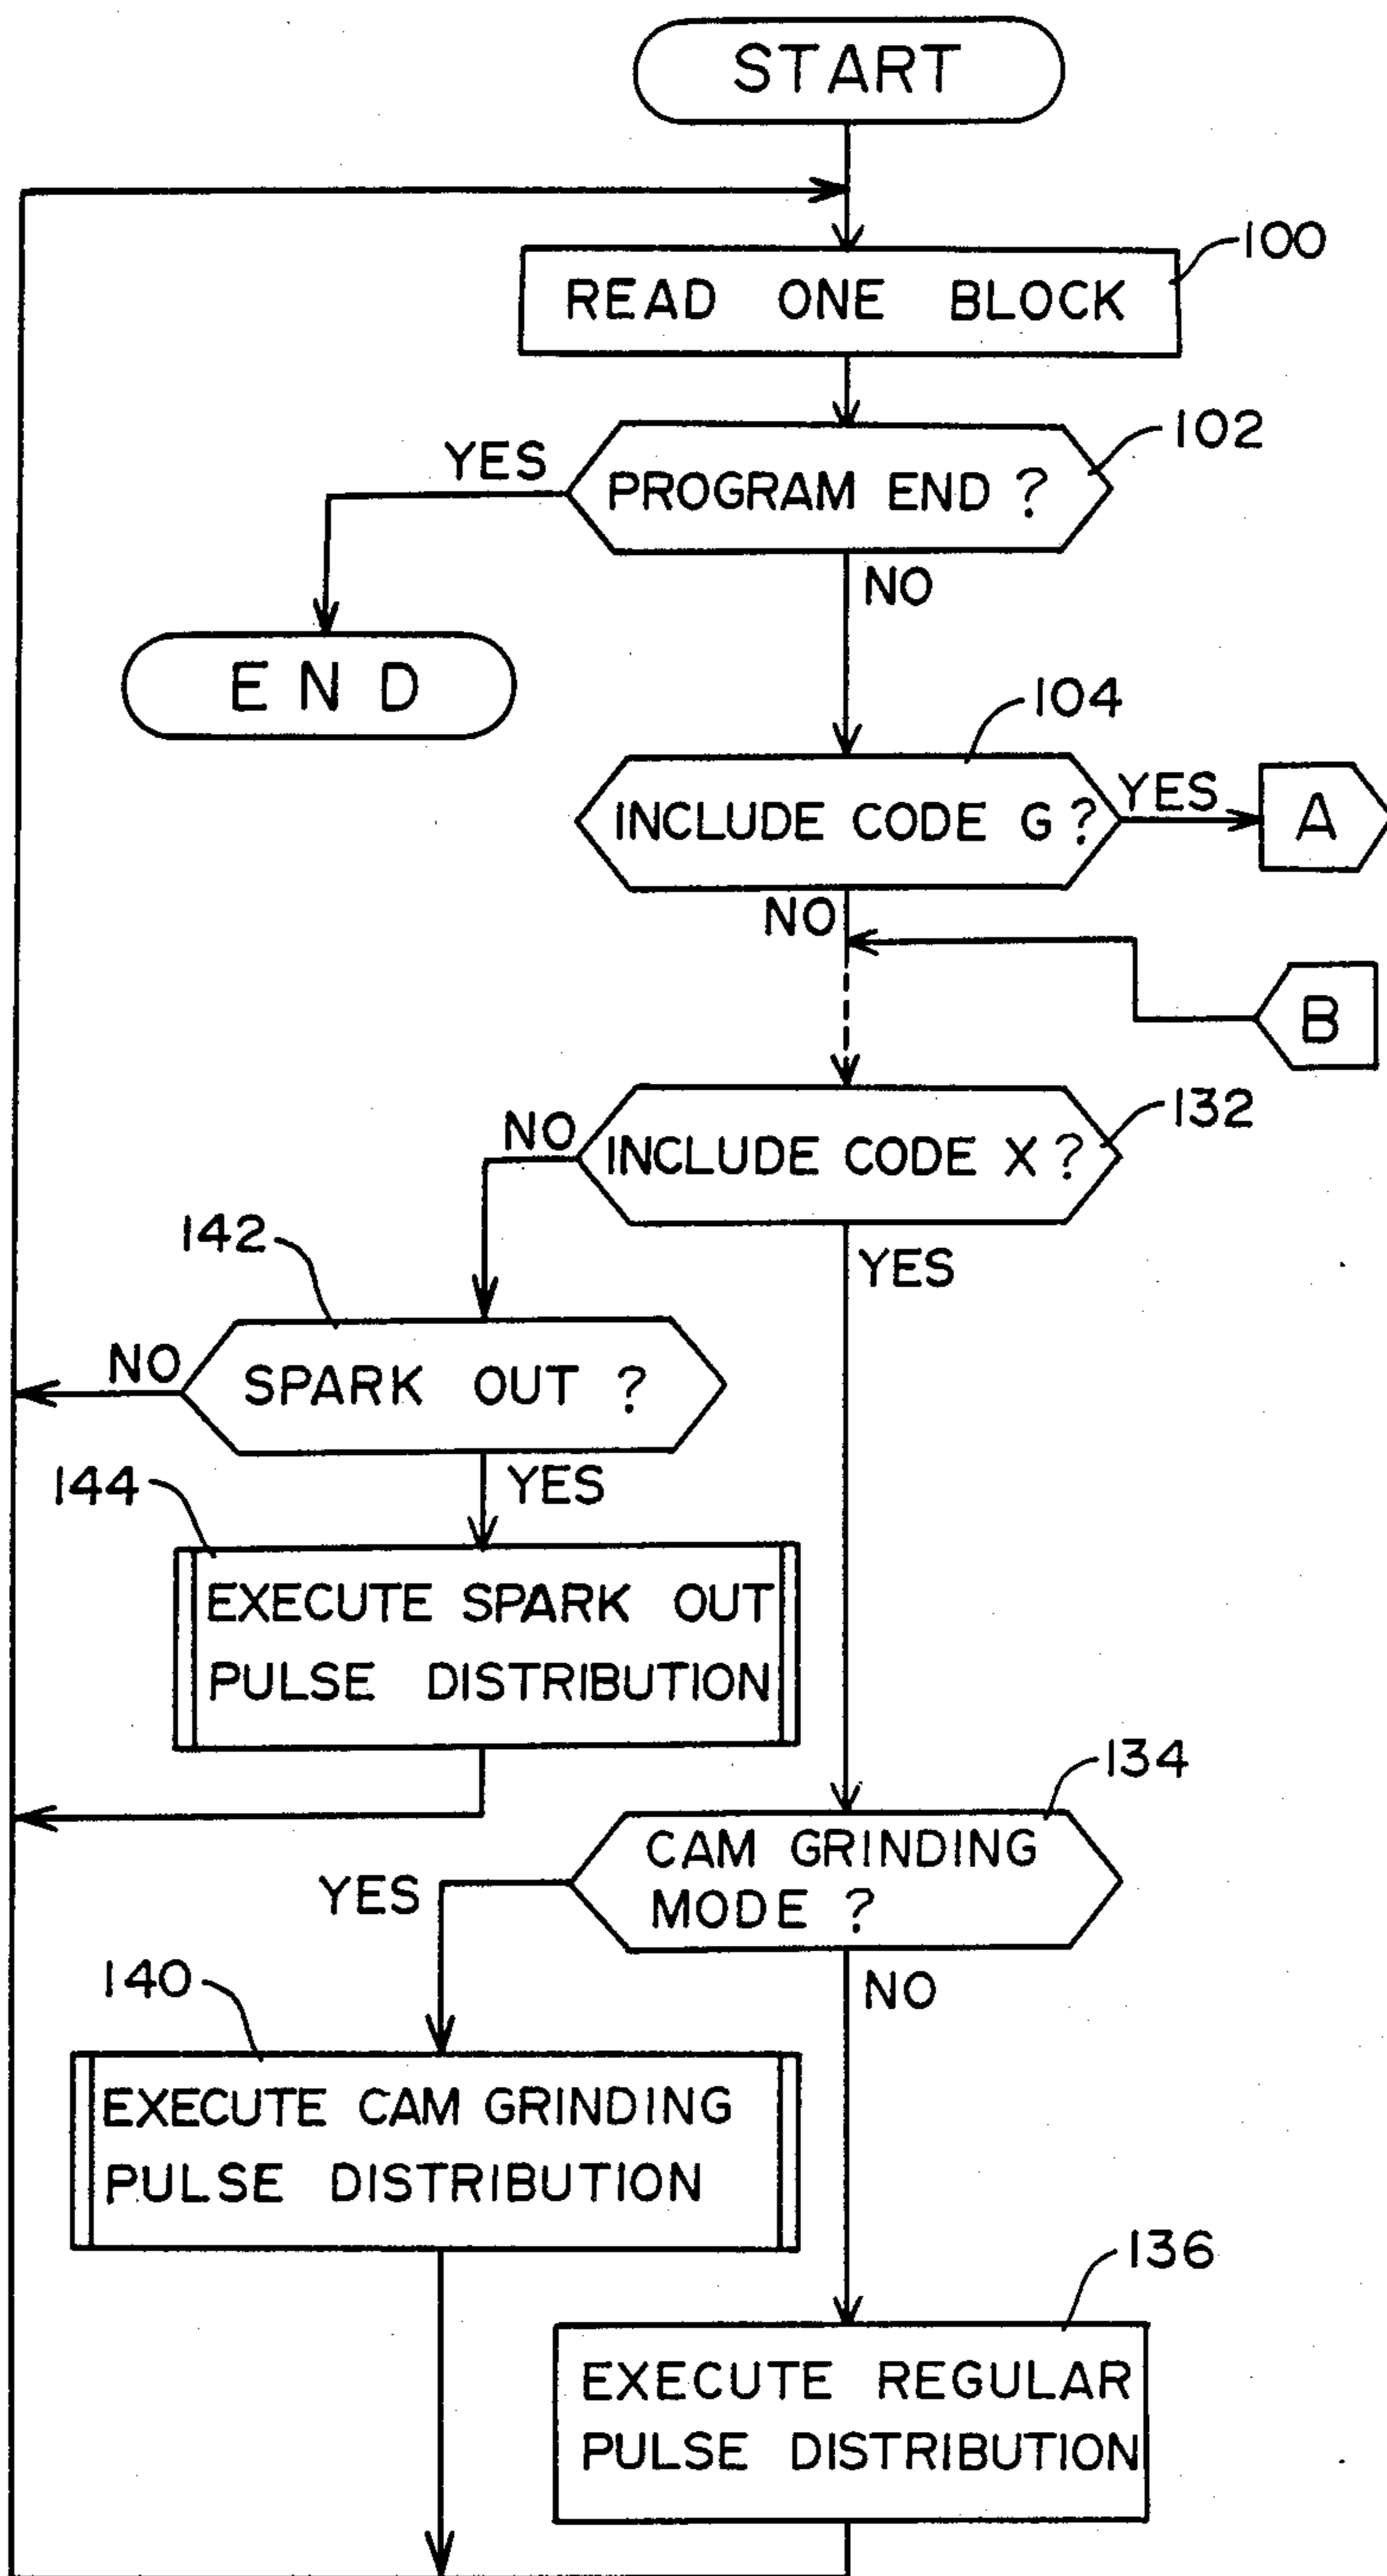 START
100
READ ONE BLOCK
102
YES
PROGRAM END ?
NO
END
104
INCLUDE CODE G ?
YES
A
NO
B
132
NO
INCLUDE CODE X ?
142
YES
NO
SPARK OUT ?
144
YES
EXECUTE SPARK OUT
PULSE DISTRIBUTION
134
CAM GRINDING
MODE ?
YES
140
NO
EXECUTE CAM GRINDING
PULSE DISTRIBUTION
136
EXECUTE REGULAR
PULSE DISTRIBUTION